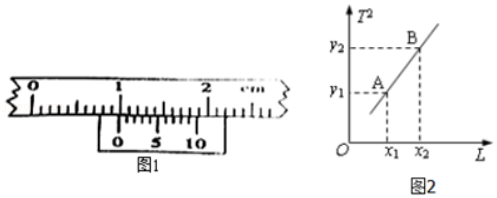 0 1 2 cm
0 5 10
图1
T²
B
y₂
A
y₁
O x₁ x₂ L
图2